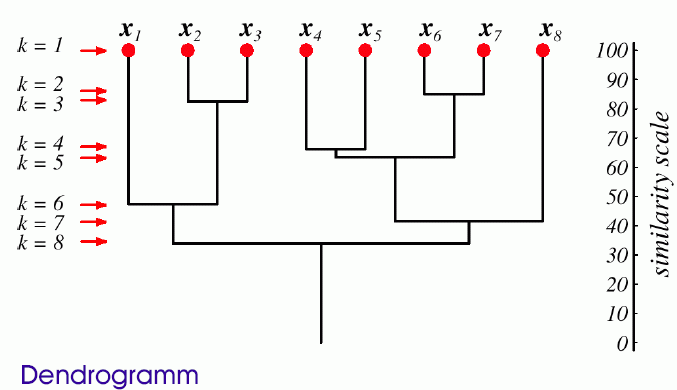 x1 x2 x3 x4 x5 x6 x7 x8
k = 1
k = 2
k = 3
k = 4
k = 5
k = 6
k = 7
k = 8
100
90
80
70
60
50
40
30
20
10
0
similarity scale
Dendrogramm